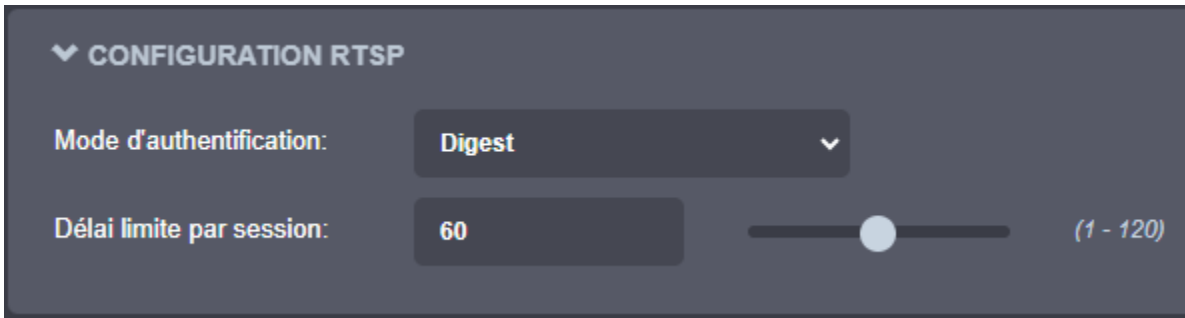 CONFIGURATION RTSP
Mode d'authentification: Digest
Délai limite par session: 60 (1 - 120)